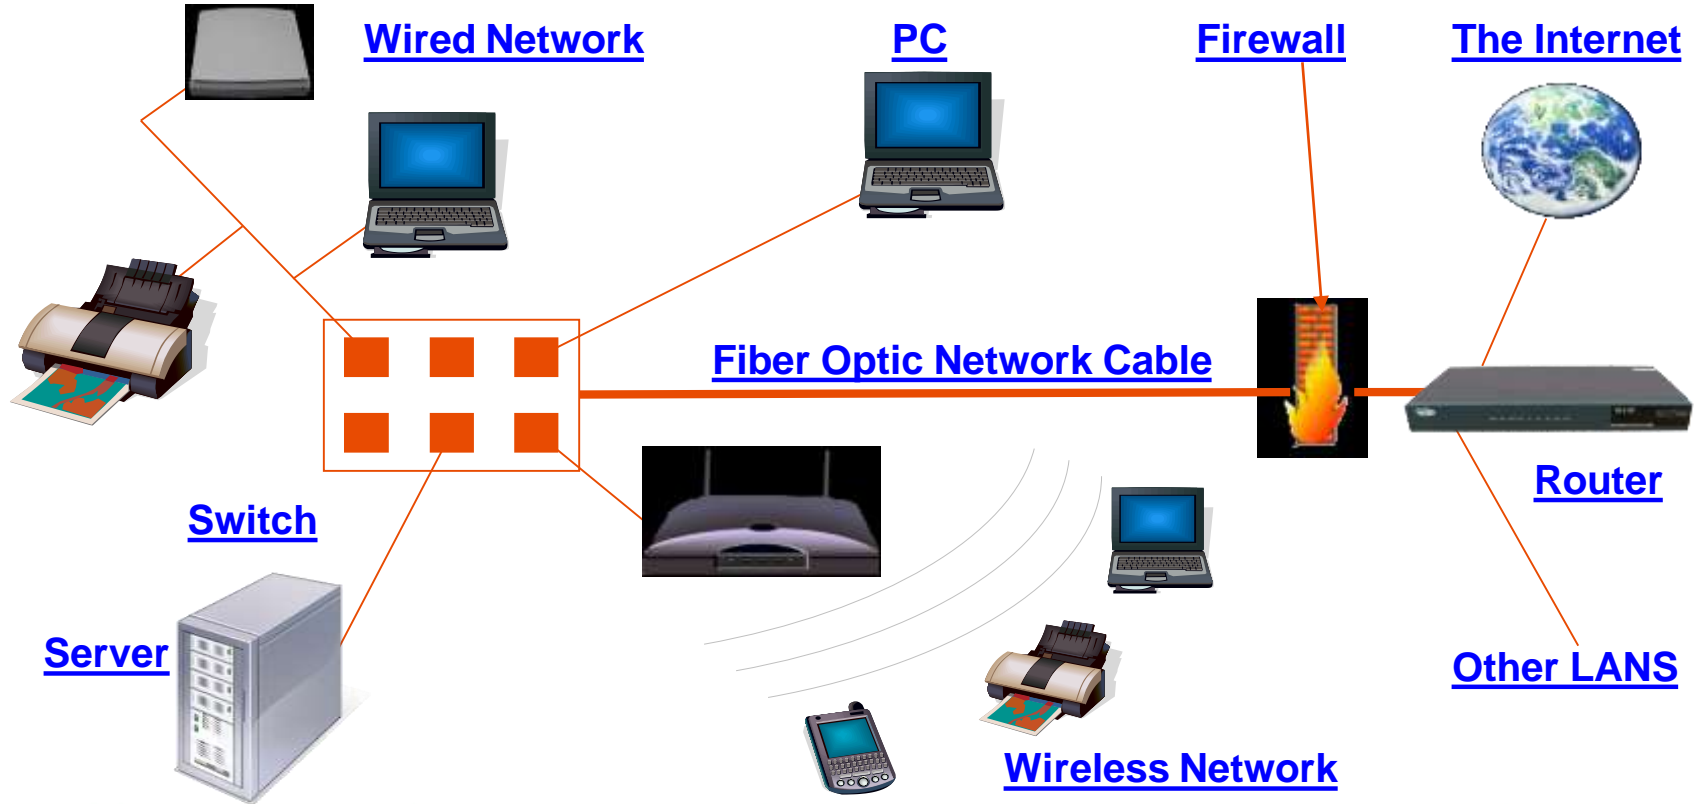 Wired Network
PC
Firewall
The Internet
Fiber Optic Network Cable
Router
Switch
Server
Other LANS
Wireless Network